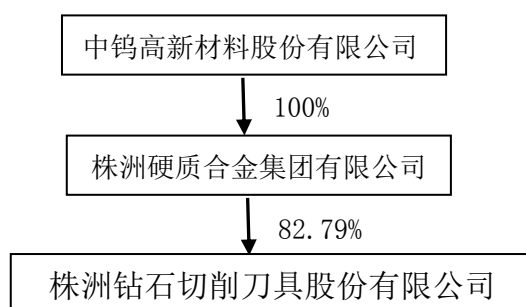 中钨高新材料股份有限公司
100%
株洲硬质合金集团有限公司
82.79%
株洲钻石切削刀具股份有限公司